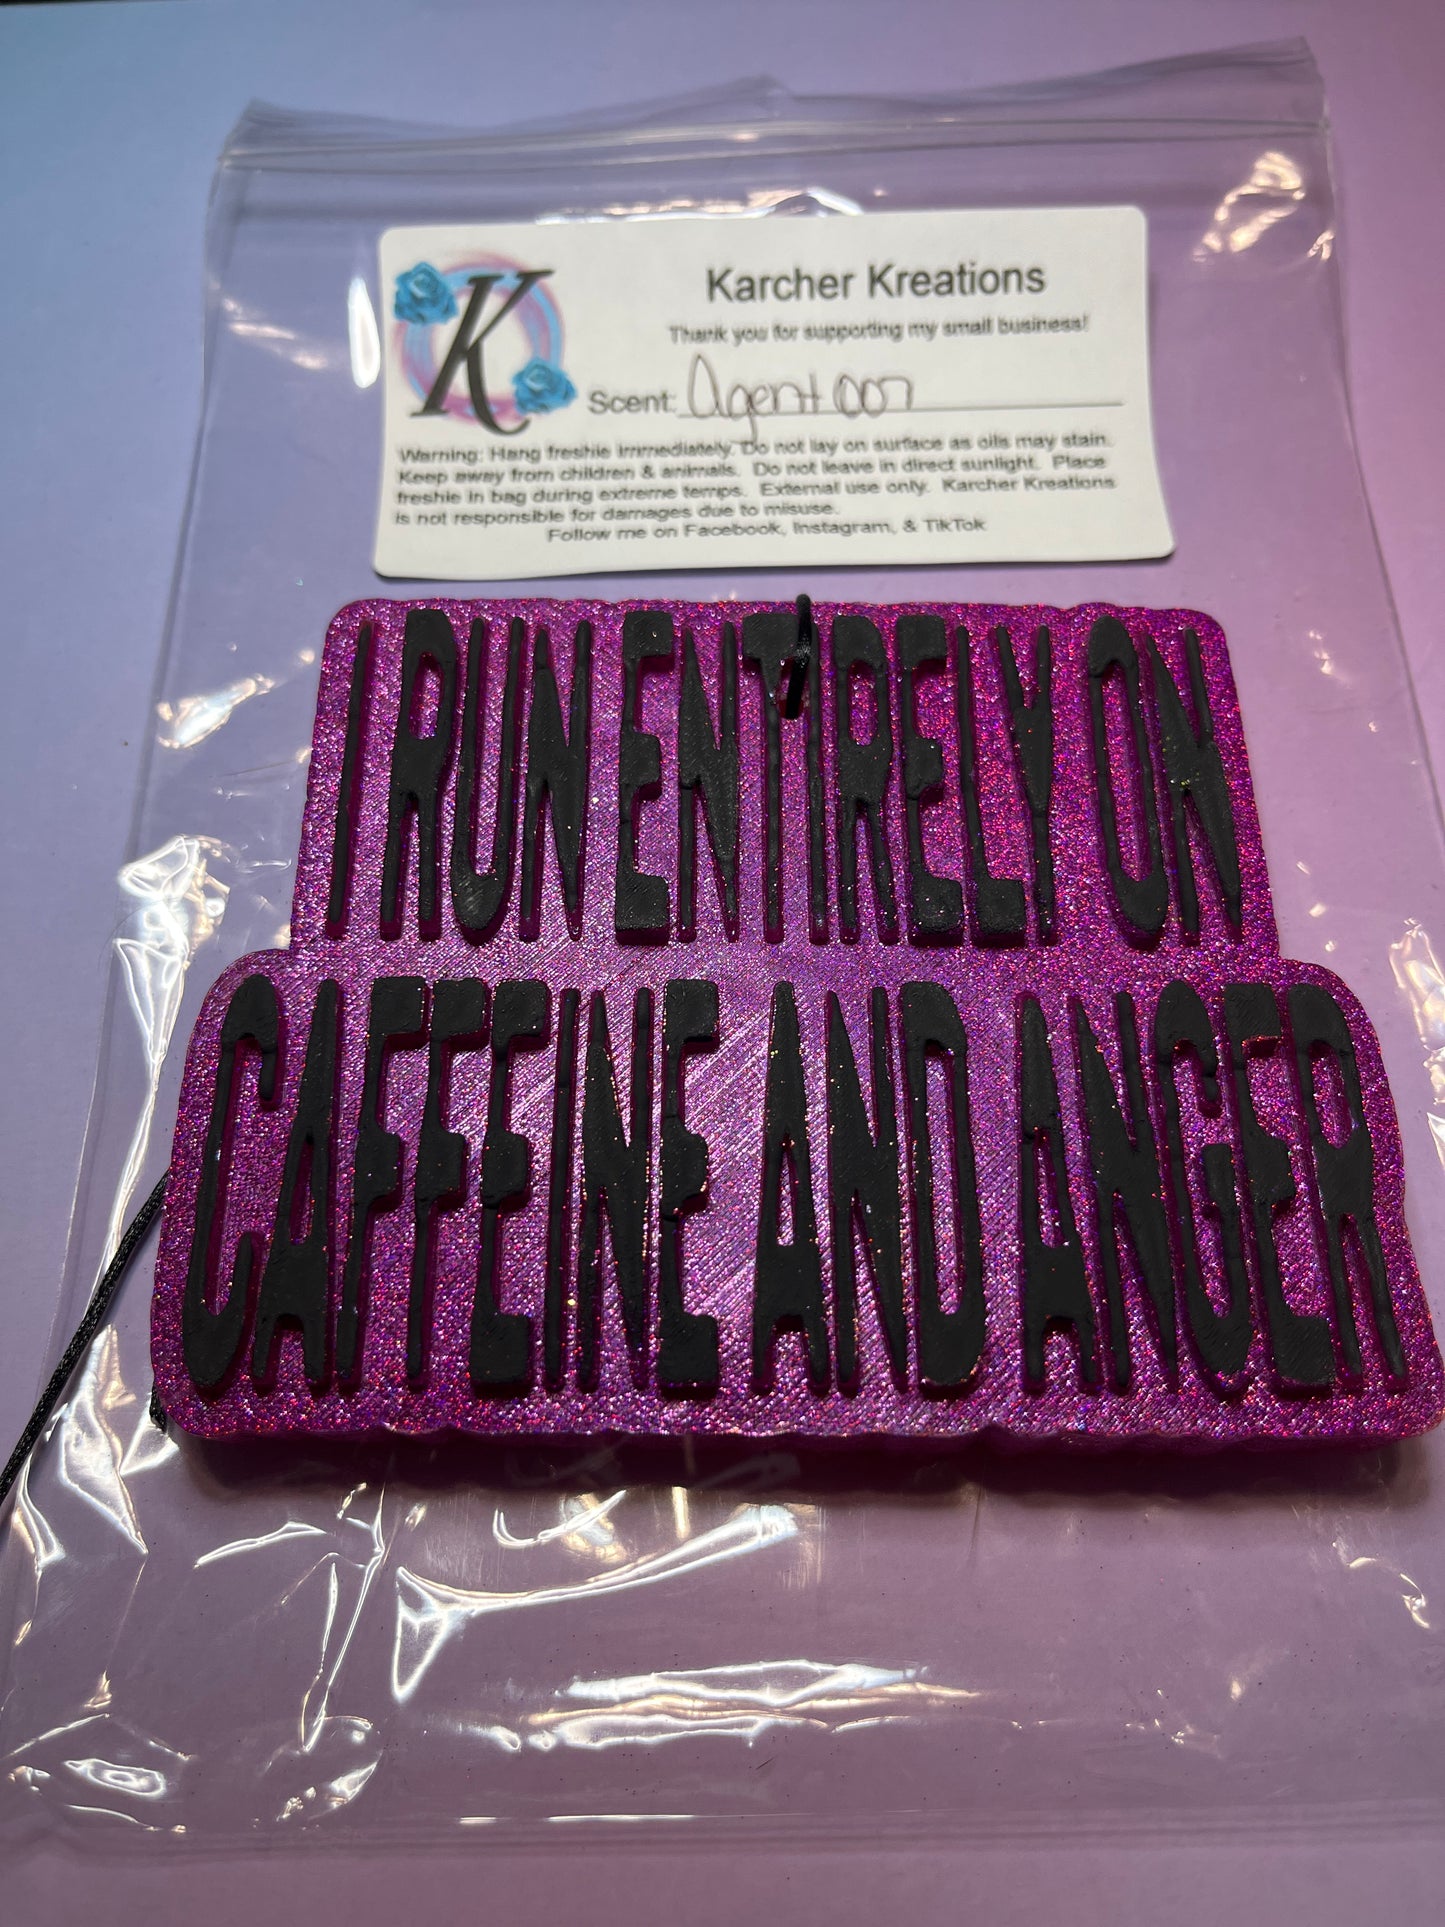 K
Karcher Kreations
Thank you for supporting my small business!
Scent: Agent 007
Warning: Hang freshie immediately. Do not lay on surface as oils may stain.
Keep away from children & animals. Do not leave in direct sunlight. Place
freshie in bag during extreme temps. External use only. Karcher Kreations
is not responsible for damages due to misuse.
Follow me on Facebook, Instagram, & TikTok
I RUN ENTIRELY ON
CAFFEINE AND ANGER